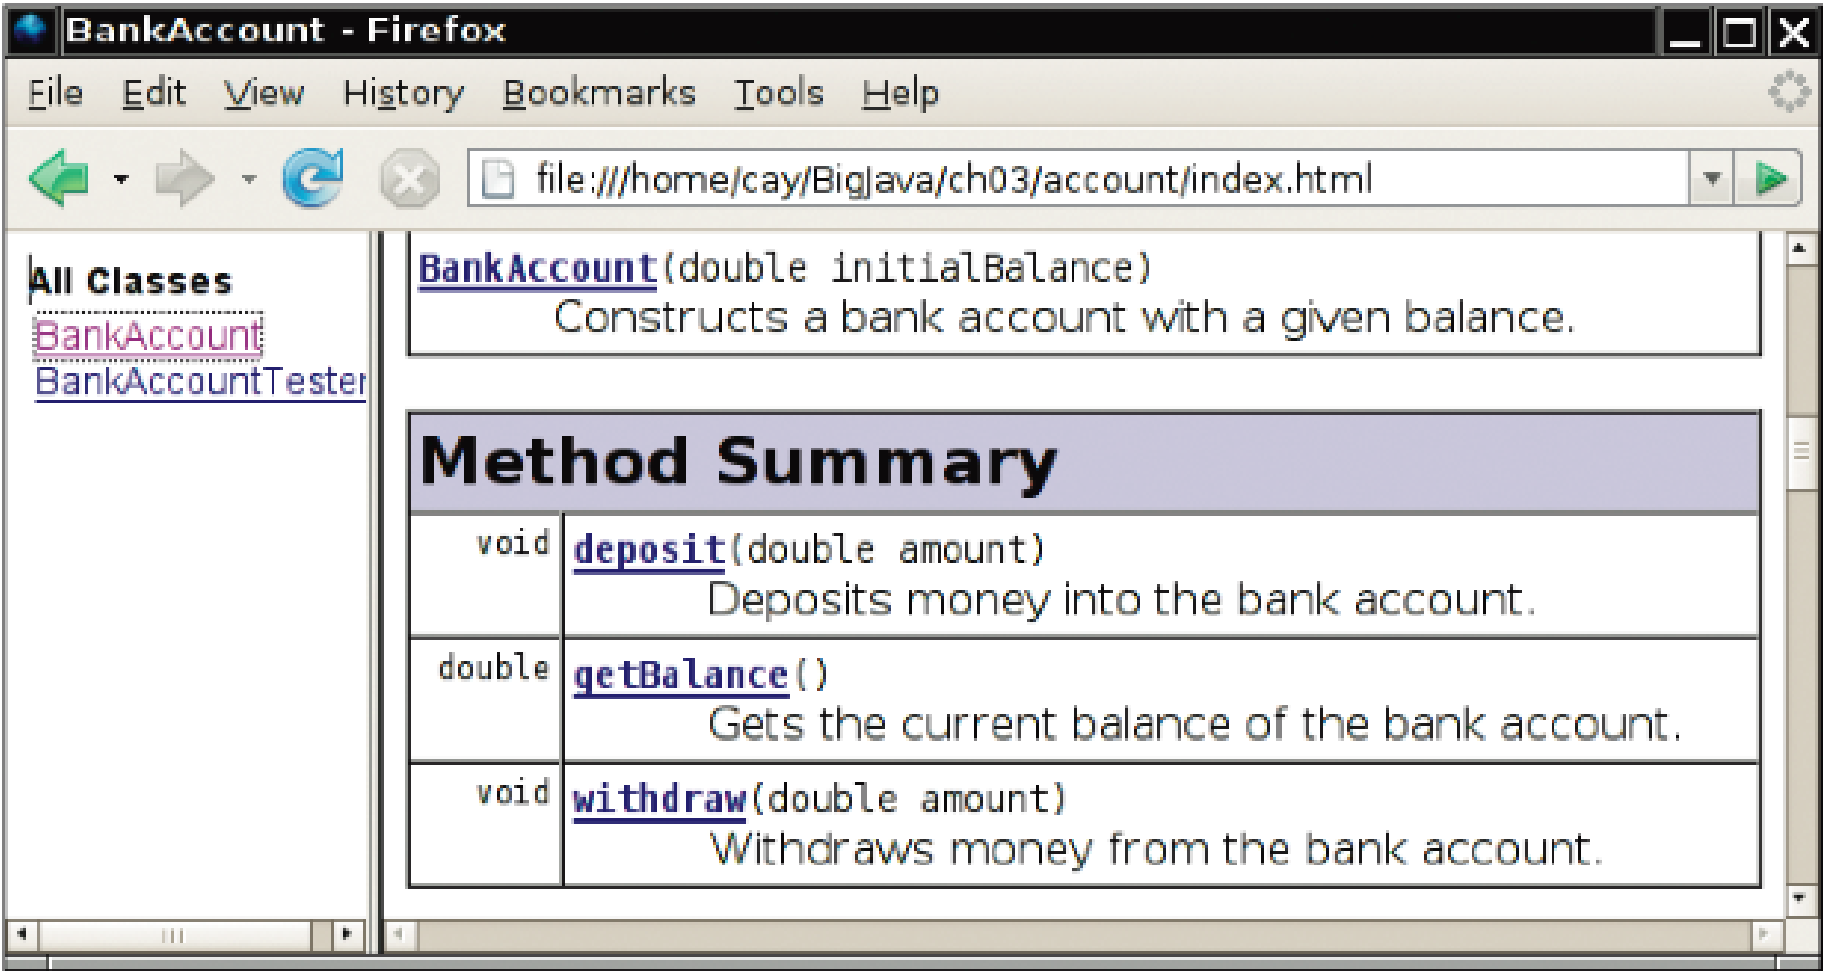 BankAccount - Firefox
File Edit View History Bookmarks Tools Help
file:///home/cay/BigJava/ch03/account/index.html
All Classes
BankAccount
BankAccountTester
BankAccount(double initialBalance)
Constructs a bank account with a given balance.
Method Summary
void deposit(double amount)
Deposits money into the bank account.
double getBalance()
Gets the current balance of the bank account.
void withdraw(double amount)
Withdraws money from the bank account.